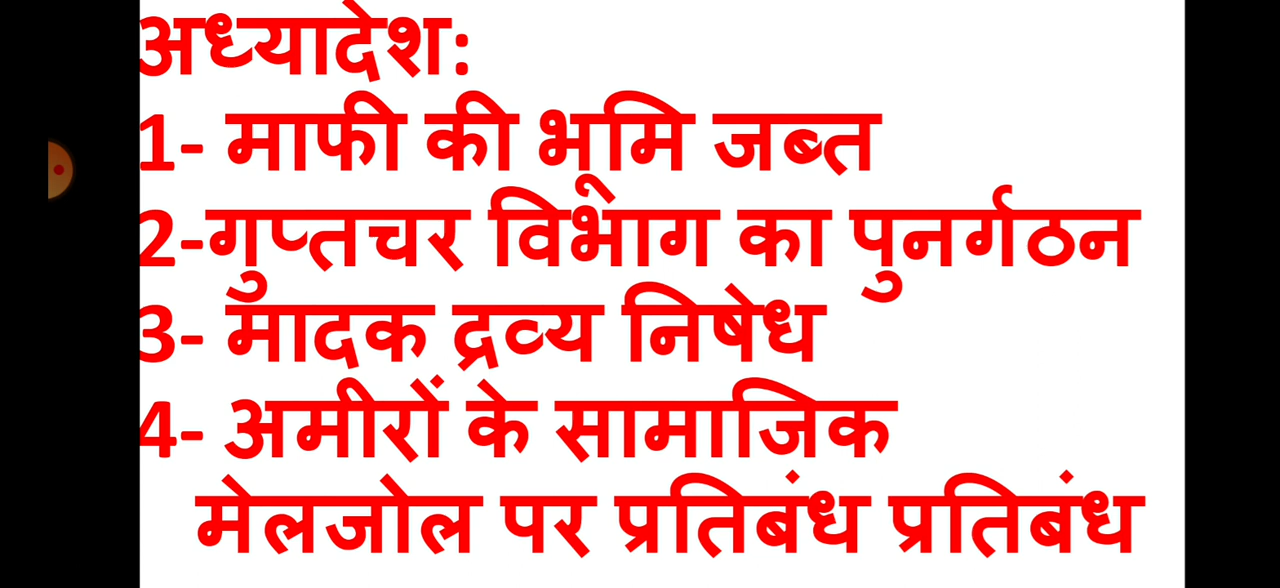 अध्यादेश:
1- माफी की भूमि जब्त
2-गुप्तचर विभाग का पुनर्गठन
3- मादक द्रव्य निषेध
4- अमीरों के सामाजिक
मेलजोल पर प्रतिबंध प्रतिबंध